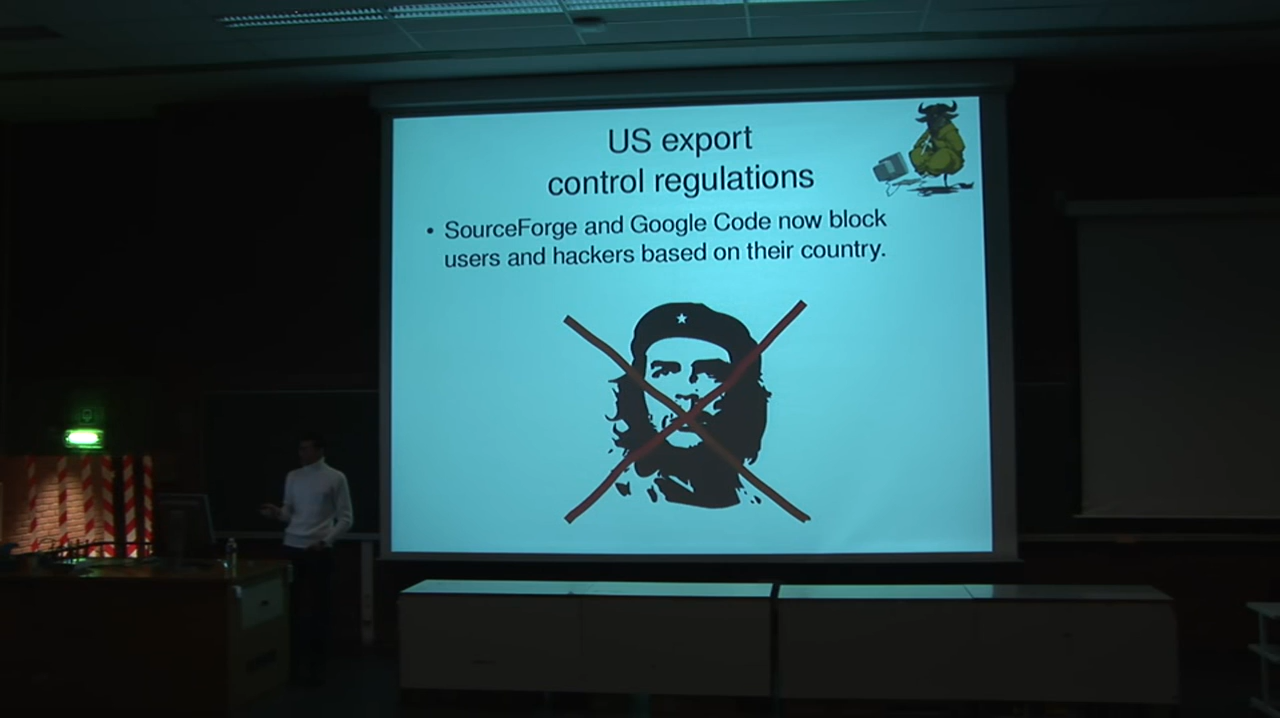 US export
control regulations
• SourceForge and Google Code now block
users and hackers based on their country.